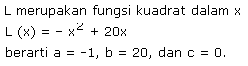 L merupakan fungsi kuadrat dalam x
L (x) = - x² + 20x
berarti a = -1, b = 20, dan c = 0.